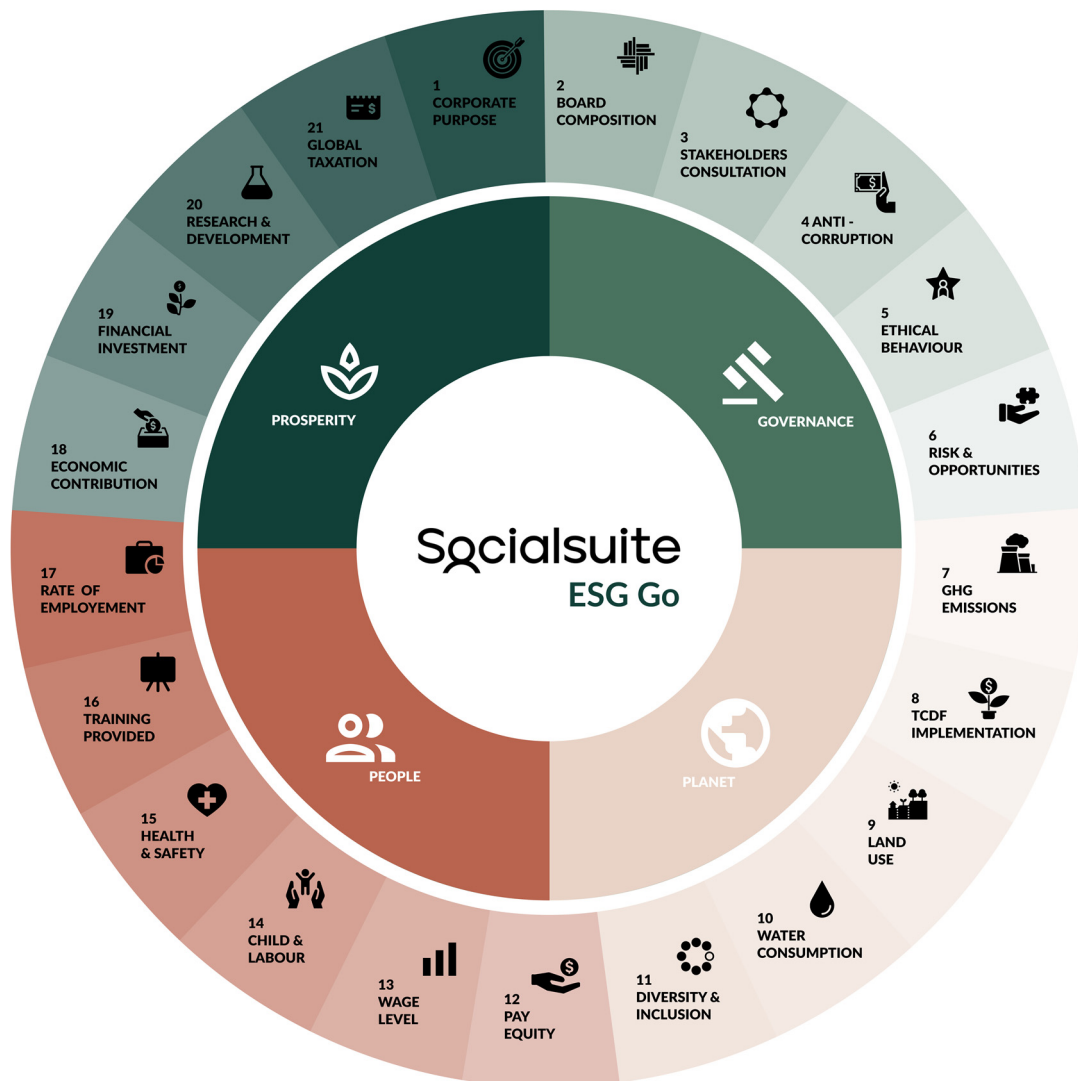 1
CORPORATE
PURPOSE
2
BOARD
COMPOSITION
3
STAKEHOLDERS
CONSULTATION
4 ANTI -
CORRUPTION
5
ETHICAL
BEHAVIOUR
6
RISK &
OPPORTUNITIES
7
GHG
EMISSIONS
8
TCDF
IMPLEMENTATION
9
LAND
USE
10
WATER
CONSUMPTION
11
DIVERSITY &
INCLUSION
12
PAY
EQUITY
13
WAGE
LEVEL
14
CHILD &
LABOUR
15
HEALTH
& SAFETY
16
TRAINING
PROVIDED
17
RATE OF
EMPLOYEMENT
18
ECONOMIC
CONTRIBUTION
19
FINANCIAL
INVESTMENT
20
RESEARCH &
DEVELOPMENT
21
GLOBAL
TAXATION
PROSPERITY
GOVERNANCE
PEOPLE
PLANET
Socialsuite
ESG Go